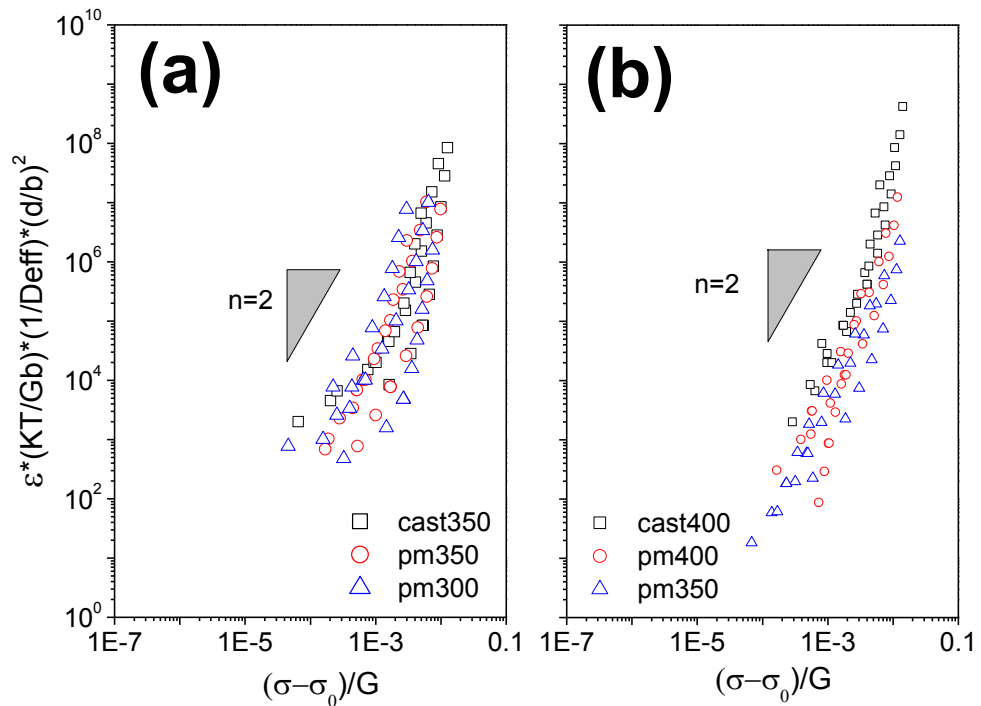 (a)
(b)
10^10
10^8
10^6
10^4
10^2
10^0
ε*(KT/Gb)*(1/Deff)*(d/b)^2
n=2
n=2
cast350
pm350
pm300
cast400
pm400
pm350
1E-7 1E-5 1E-3 0.1
1E-7 1E-5 1E-3 0.1
(σ−σ₀)/G
(σ−σ₀)/G